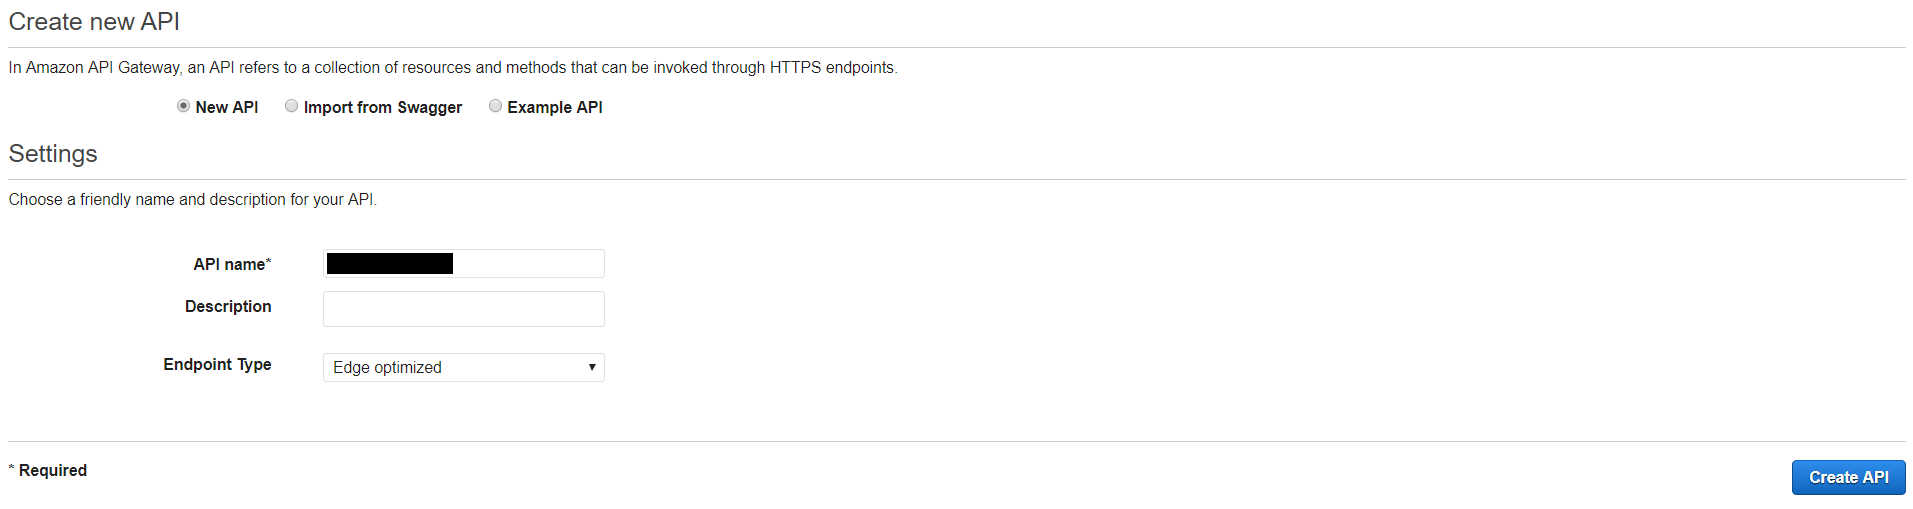 Create new API
In Amazon API Gateway, an API refers to a collection of resources and methods that can be invoked through HTTPS endpoints.
New API Import from Swagger Example API
Settings
Choose a friendly name and description for your API.
API name*
Description
Endpoint Type Edge optimized
* Required
Create API